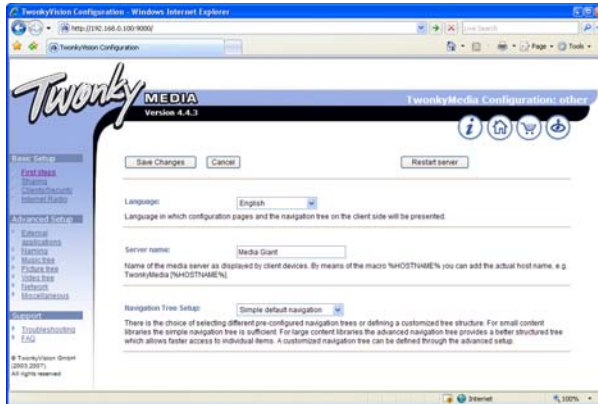 TwonkyVision Configuration - Windows Internet Explorer
http://192.168.0.100:9000/
Live Search
TwonkyVision Configuration
Page
Tools
Twonky
MEDIA
Version 4.4.3
TwonkyMedia Configuration: other
Basic Setup
First steps
Sharing
Clients/Security
Internet Radio
Advanced Setup
External
applications
Naming
Music tree
Picture tree
Video tree
Network
Miscellaneous
Support
Troubleshooting
FAQ
© TwonkyVision GmbH
(2003,2007)
All rights reserved
Save Changes
Cancel
Restart server
Language:
English
Language in which configuration pages and the navigation tree on the client side will be presented.
Server name:
Media Giant
Name of the media server as displayed by client devices. By means of the macro %HOSTNAME% you can add the actual host name, e.g.
TwonkyMedia [%HOSTNAME%].
Navigation Tree Setup:
Simple default navigation
There is the choice of selecting different pre-configured navigation trees or defining a customized tree structure. For small content
libraries the simple navigation tree is sufficient. For large content libraries the advanced navigation tree provides a better structured tree
which allows faster access to individual items. A customized navigation tree can be defined through the advanced setup.
Internet
100%